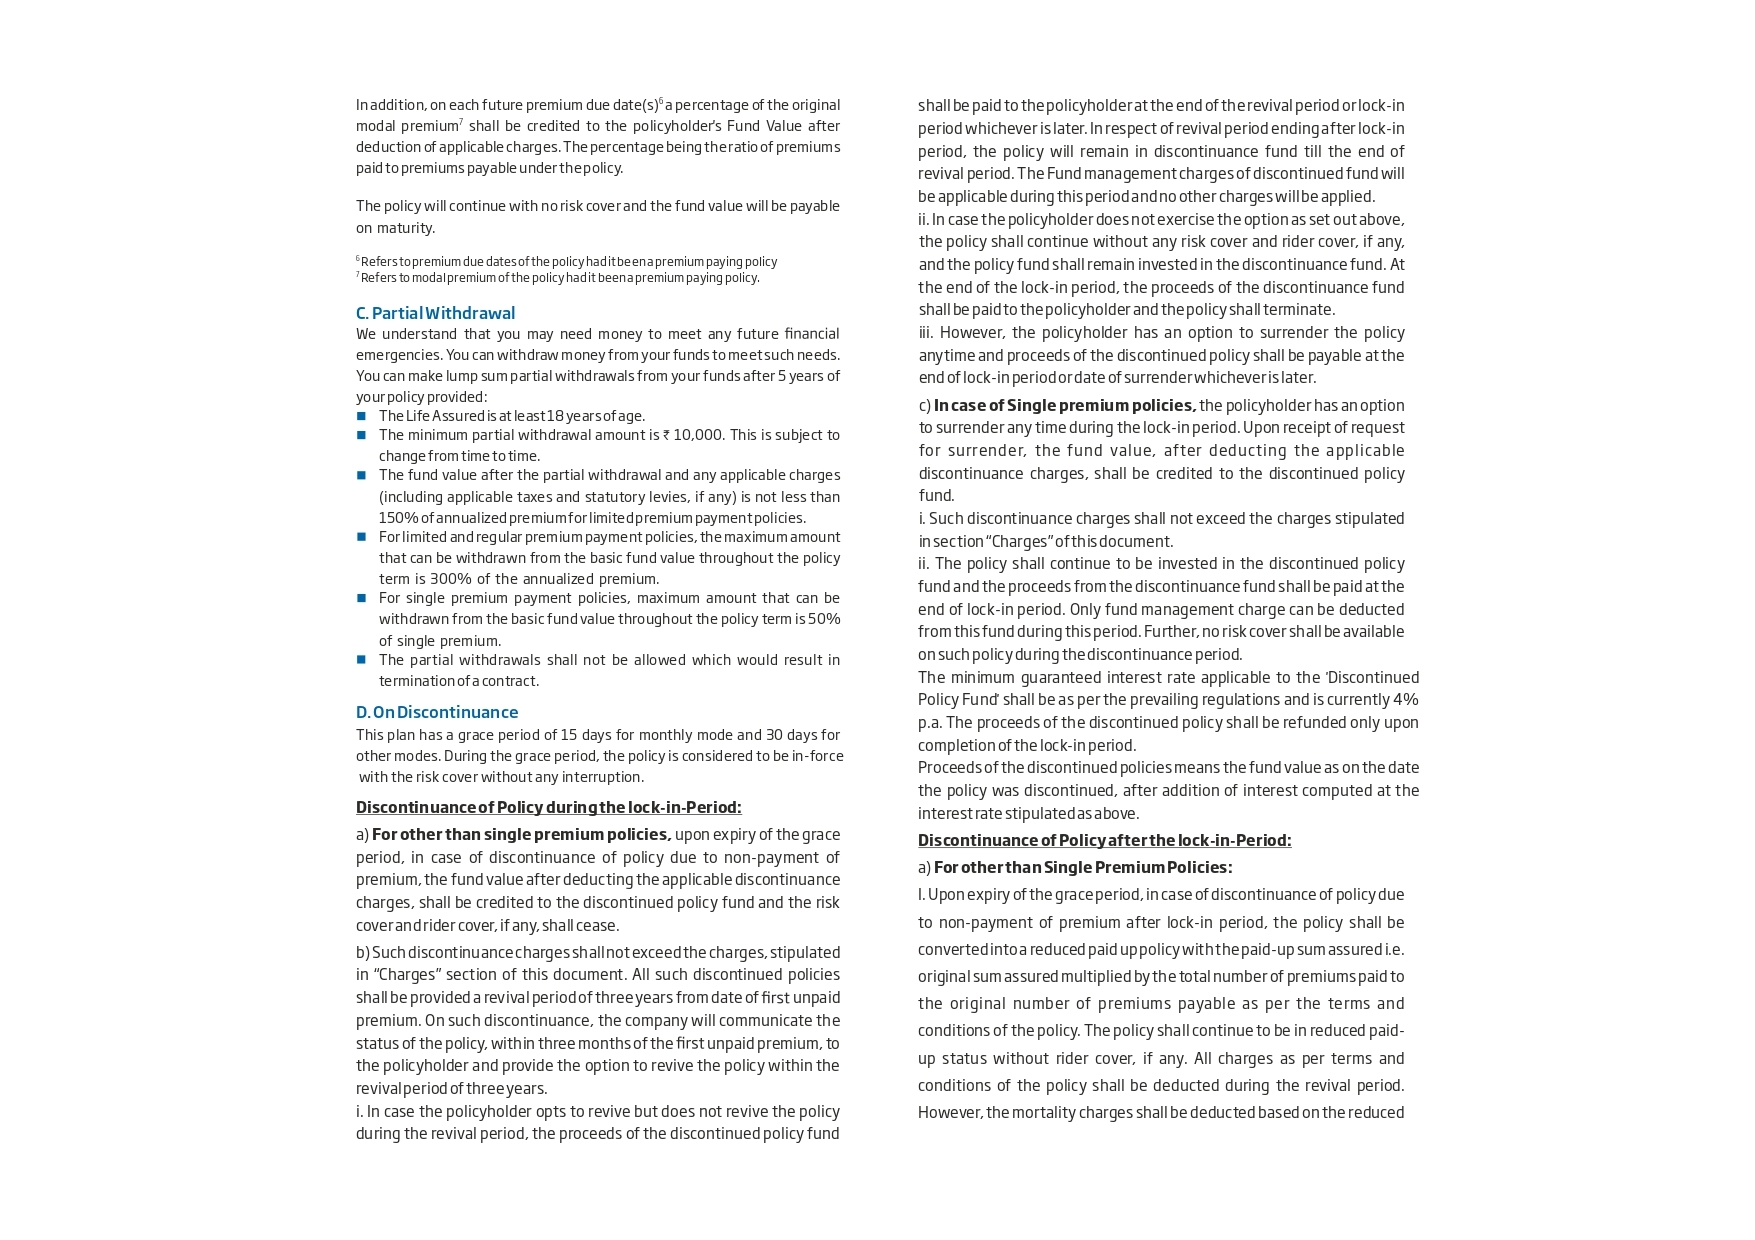 In addition, on each future premium due date(s)6 a percentage of the original
modal premium7 shall be credited to the policyholder's Fund Value after
deduction of applicable charges. The percentage being the ratio of premiums
paid to premiums payable under the policy.
The policy will continue with no risk cover and the fund value will be payable
on maturity.
6 Refers to premium due dates of the policy had it been a premium paying policy
7 Refers to modal premium of the policy had it been a premium paying policy.
C. Partial Withdrawal
We understand that you may need money to meet any future financial
emergencies. You can withdraw money from your funds to meet such needs.
You can make lump sum partial withdrawals from your funds after 5 years of
your policy provided:
■ The Life Assured is at least 18 years of age.
■ The minimum partial withdrawal amount is ₹ 10,000. This is subject to
change from time to time.
■ The fund value after the partial withdrawal and any applicable charges
(including applicable taxes and statutory levies, if any) is not less than
150% of annualized premium for limited premium payment policies.
■ For limited and regular premium payment policies, the maximum amount
that can be withdrawn from the basic fund value throughout the policy
term is 300% of the annualized premium.
■ For single premium payment policies, maximum amount that can be
withdrawn from the basic fund value throughout the policy term is 50%
of single premium.
■ The partial withdrawals shall not be allowed which would result in
termination of a contract.
D. On Discontinuance
This plan has a grace period of 15 days for monthly mode and 30 days for
other modes. During the grace period, the policy is considered to be in-force
with the risk cover without any interruption.
Discontinuance of Policy during the lock-in-Period:
a) For other than single premium policies, upon expiry of the grace
period, in case of discontinuance of policy due to non-payment of
premium, the fund value after deducting the applicable discontinuance
charges, shall be credited to the discontinued policy fund and the risk
cover and rider cover, if any, shall cease.
b) Such discontinuance charges shall not exceed the charges, stipulated
in “Charges” section of this document. All such discontinued policies
shall be provided a revival period of three years from date of first unpaid
premium. On such discontinuance, the company will communicate the
status of the policy, within three months of the first unpaid premium, to
the policyholder and provide the option to revive the policy within the
revival period of three years.
i. In case the policyholder opts to revive but does not revive the policy
during the revival period, the proceeds of the discontinued policy fund
shall be paid to the policyholder at the end of the revival period or lock-in
period whichever is later. In respect of revival period ending after lock-in
period, the policy will remain in discontinuance fund till the end of
revival period. The Fund management charges of discontinued fund will
be applicable during this period and no other charges will be applied.
ii. In case the policyholder does not exercise the option as set out above,
the policy shall continue without any risk cover and rider cover, if any,
and the policy fund shall remain invested in the discontinuance fund. At
the end of the lock-in period, the proceeds of the discontinuance fund
shall be paid to the policyholder and the policy shall terminate.
iii. However, the policyholder has an option to surrender the policy
anytime and proceeds of the discontinued policy shall be payable at the
end of lock-in period or date of surrender whichever is later.
c) In case of Single premium policies, the policyholder has an option
to surrender any time during the lock-in period. Upon receipt of request
for surrender, the fund value, after deducting the applicable
discontinuance charges, shall be credited to the discontinued policy
fund.
i. Such discontinuance charges shall not exceed the charges stipulated
in section “Charges” of this document.
ii. The policy shall continue to be invested in the discontinued policy
fund and the proceeds from the discontinuance fund shall be paid at the
end of lock-in period. Only fund management charge can be deducted
from this fund during this period. Further, no risk cover shall be available
on such policy during the discontinuance period.
The minimum guaranteed interest rate applicable to the 'Discontinued
Policy Fund' shall be as per the prevailing regulations and is currently 4%
p.a. The proceeds of the discontinued policy shall be refunded only upon
completion of the lock-in period.
Proceeds of the discontinued policies means the fund value as on the date
the policy was discontinued, after addition of interest computed at the
interest rate stipulated as above.
Discontinuance of Policy after the lock-in-Period:
a) For other than Single Premium Policies:
I. Upon expiry of the grace period, in case of discontinuance of policy due
to non-payment of premium after lock-in period, the policy shall be
converted into a reduced paid up policy with the paid-up sum assured i.e.
original sum assured multiplied by the total number of premiums paid to
the original number of premiums payable as per the terms and
conditions of the policy. The policy shall continue to be in reduced paid-
up status without rider cover, if any. All charges as per terms and
conditions of the policy shall be deducted during the revival period.
However, the mortality charges shall be deducted based on the reduced